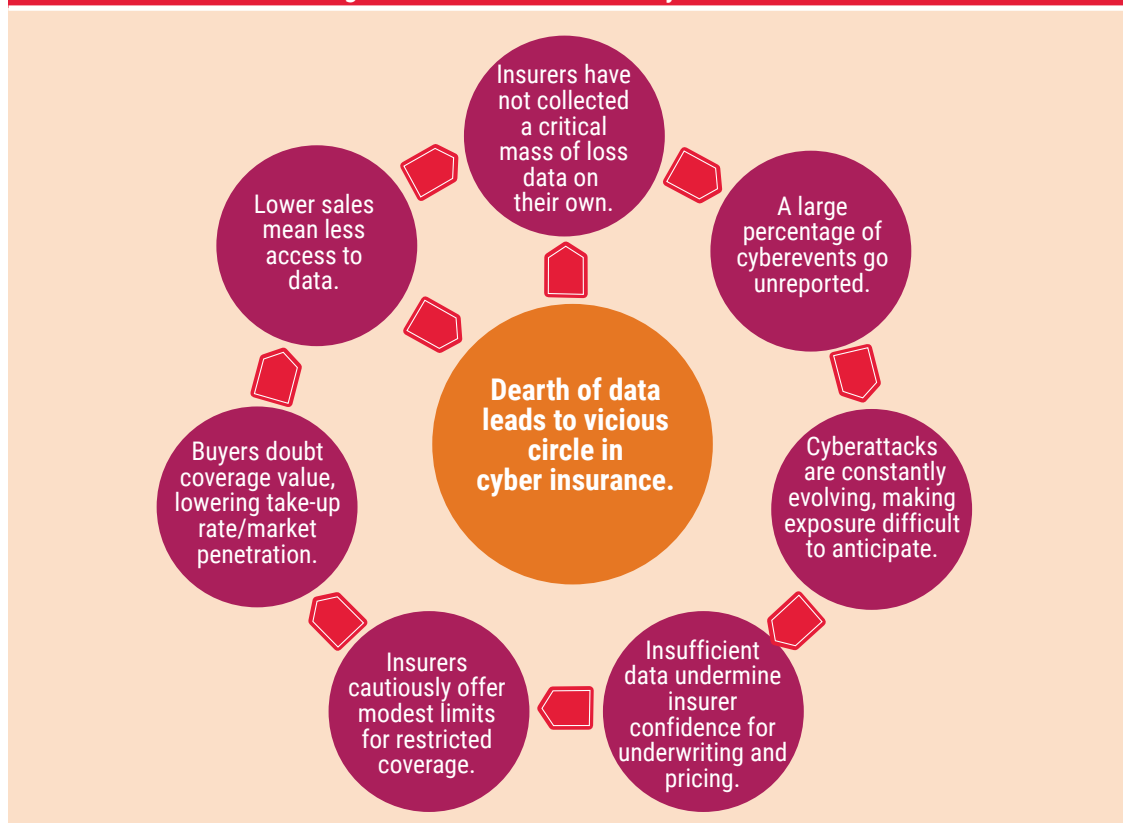 Insurers have
not collected
a critical
mass of loss
data on
their own.
A large
percentage of
cyberevents go
unreported.
Cyberattacks
are constantly
evolving, making
exposure difficult
to anticipate.
Insufficient
data undermine
insurer
confidence for
underwriting and
pricing.
Insurers
cautiously offer
modest limits
for restricted
coverage.
Buyers doubt
coverage value,
lowering take-up
rate/market
penetration.
Lower sales
mean less
access to
data.
Dearth of data
leads to vicious
circle in
cyber insurance.